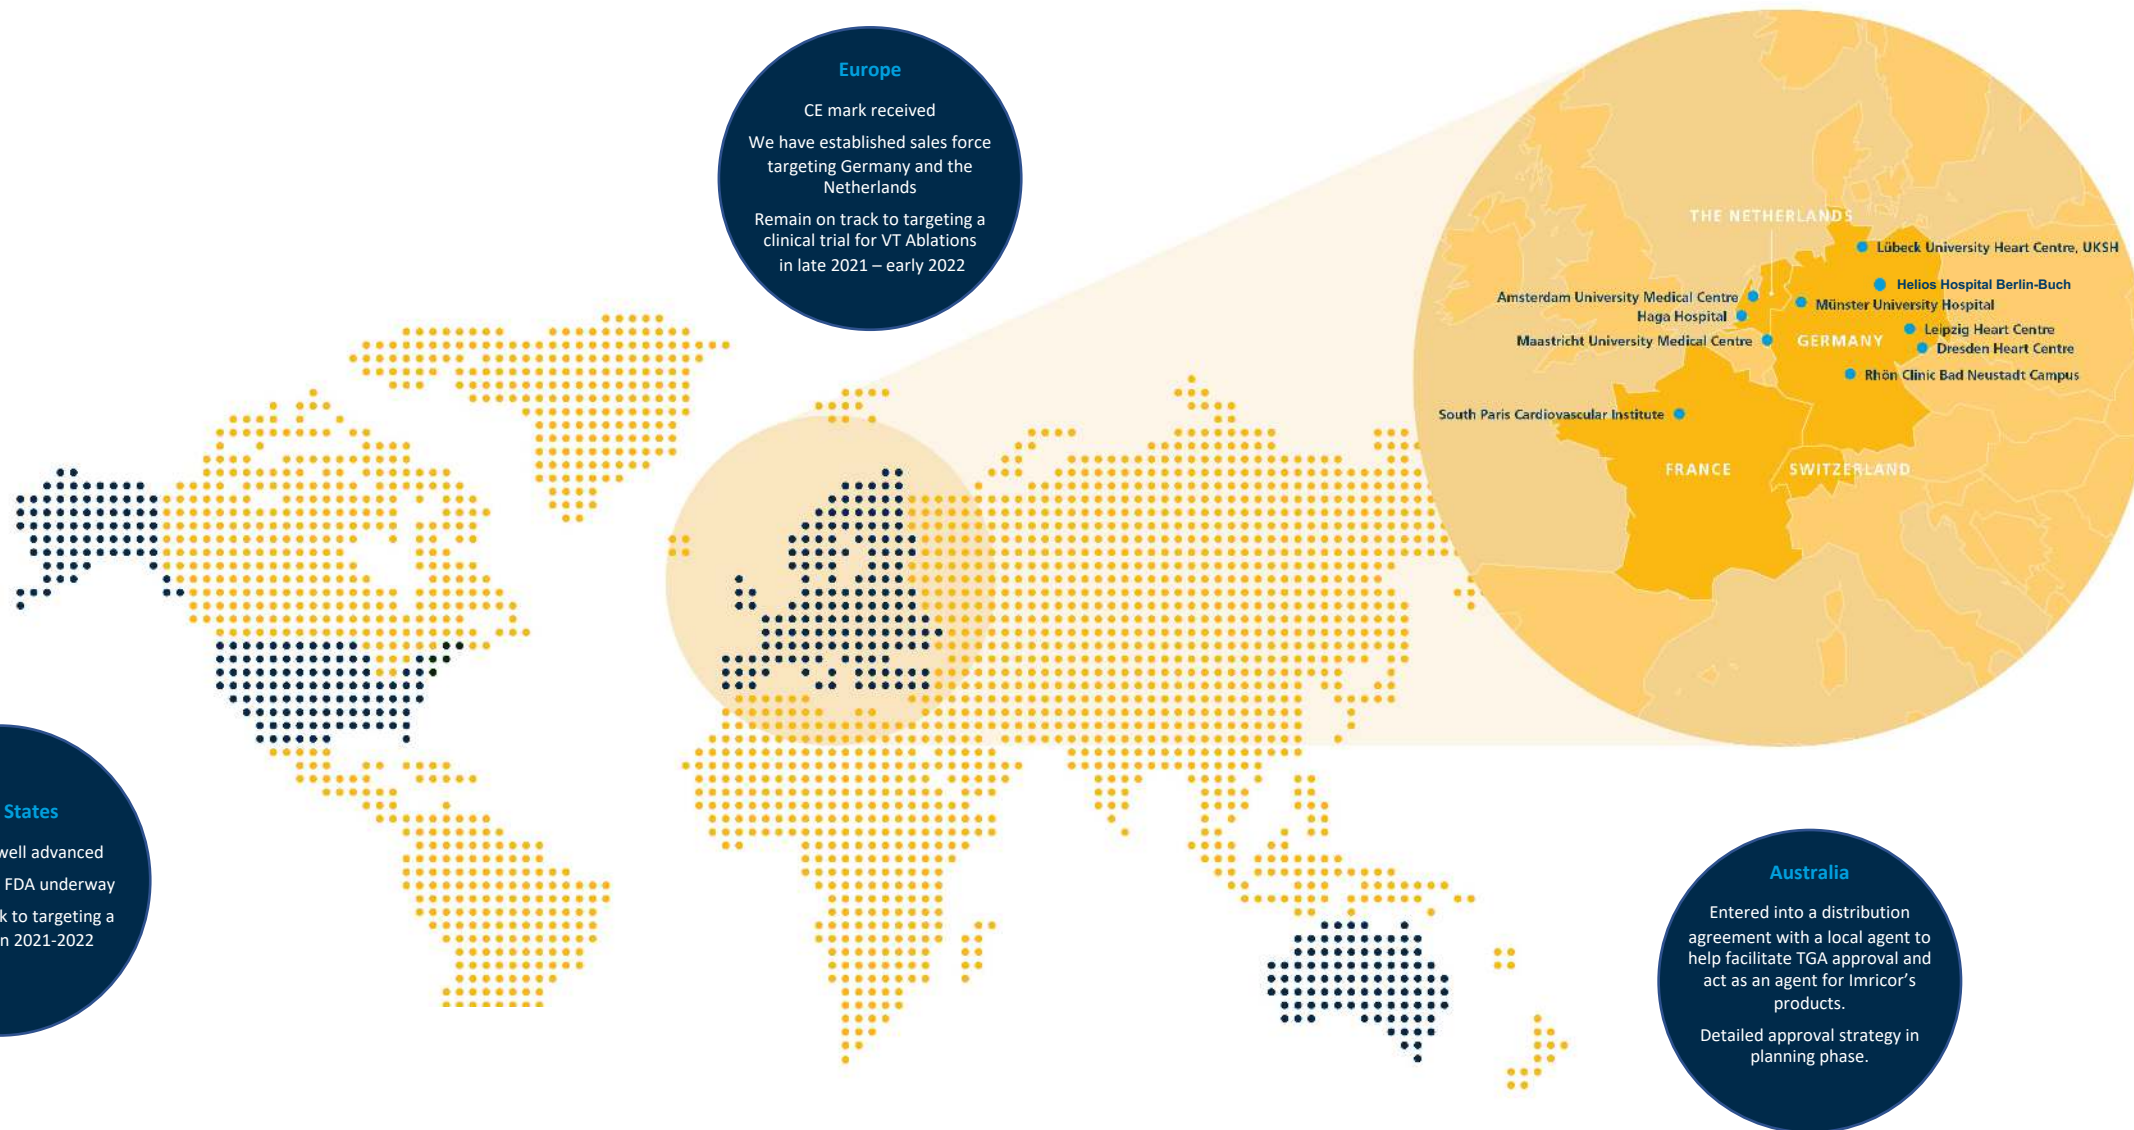 Europe
CE mark received
We have established sales force
targeting Germany and the
Netherlands
Remain on track to targeting a
clinical trial for VT Ablations
in late 2021 – early 2022
THE NETHERLANDS
Lübeck University Heart Centre, UKSH
Helios Hospital Berlin-Buch
Amsterdam University Medical Centre
Münster University Hospital
Haga Hospital
Leipzig Heart Centre
Maastricht University Medical Centre
GERMANY
Dresden Heart Centre
Rhön Clinic Bad Neustadt Campus
South Paris Cardiovascular Institute
FRANCE
SWITZERLAND
States
well advanced
FDA underway
to targeting a
2021-2022
Australia
Entered into a distribution
agreement with a local agent to
help facilitate TGA approval and
act as an agent for Imricor’s
products.
Detailed approval strategy in
planning phase.